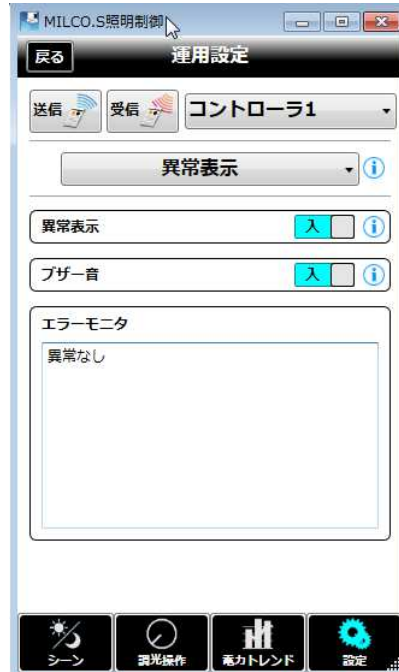 MILCO.S照明制御
戻る
運用設定
送信
受信
コントローラ1
異常表示
異常表示
入
ブザー音
入
エラーモニタ
異常なし
シーン
調光操作
電力トレンド
設定